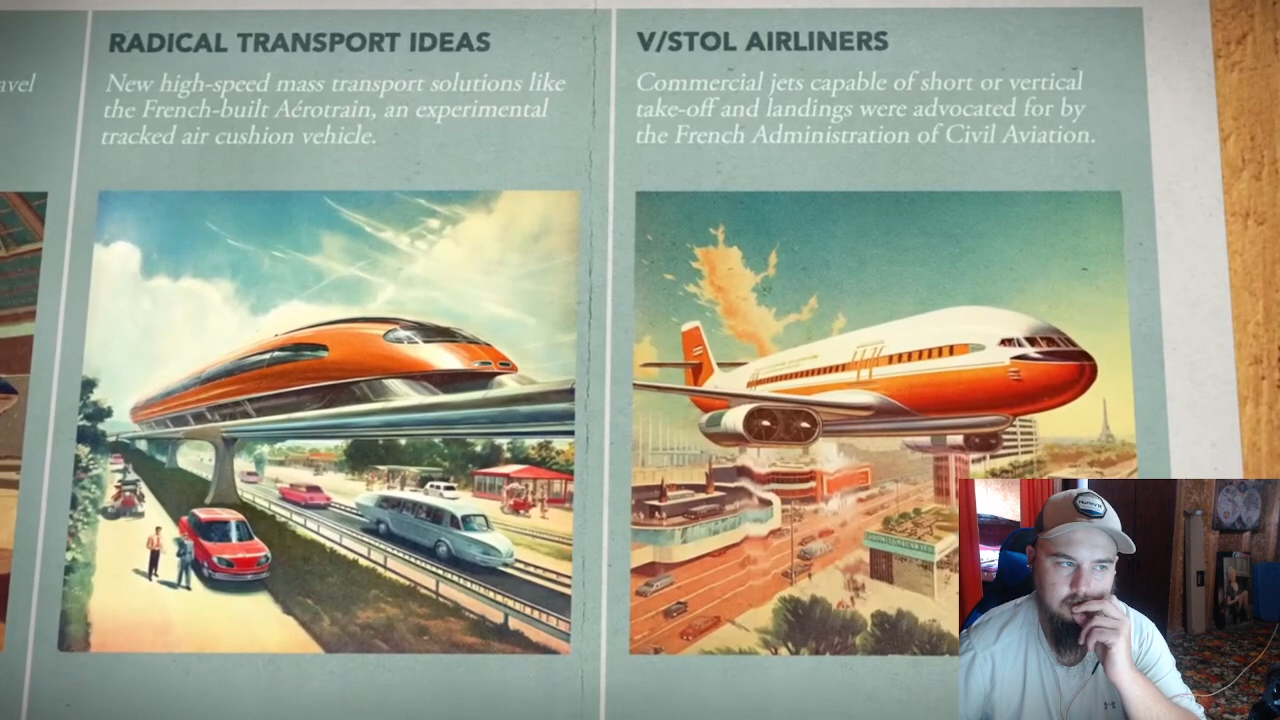 avel
RADICAL TRANSPORT IDEAS
New high-speed mass transport solutions like
the French-built Aérotrain, an experimental
tracked air cushion vehicle.
V/STOL AIRLINERS
Commercial jets capable of short or vertical
take-off and landings were advocated for by
the French Administration of Civil Aviation.